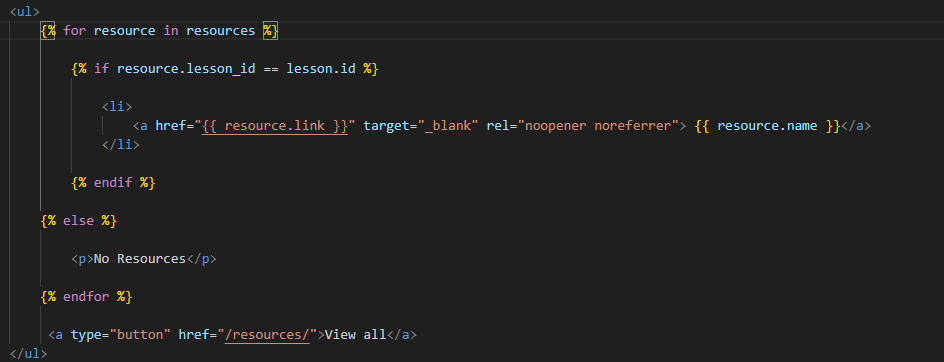 <ul>
{% for resource in resources %}
{% if resource.lesson_id == lesson.id %}
<li>
<a href="{{ resource.link }}" target="_blank" rel="noopener noreferrer"> {{ resource.name }}</a>
</li>
{% endif %}
{% else %}
<p>No Resources</p>
{% endfor %}
<a type="button" href="/resources/">View all</a>
</ul>